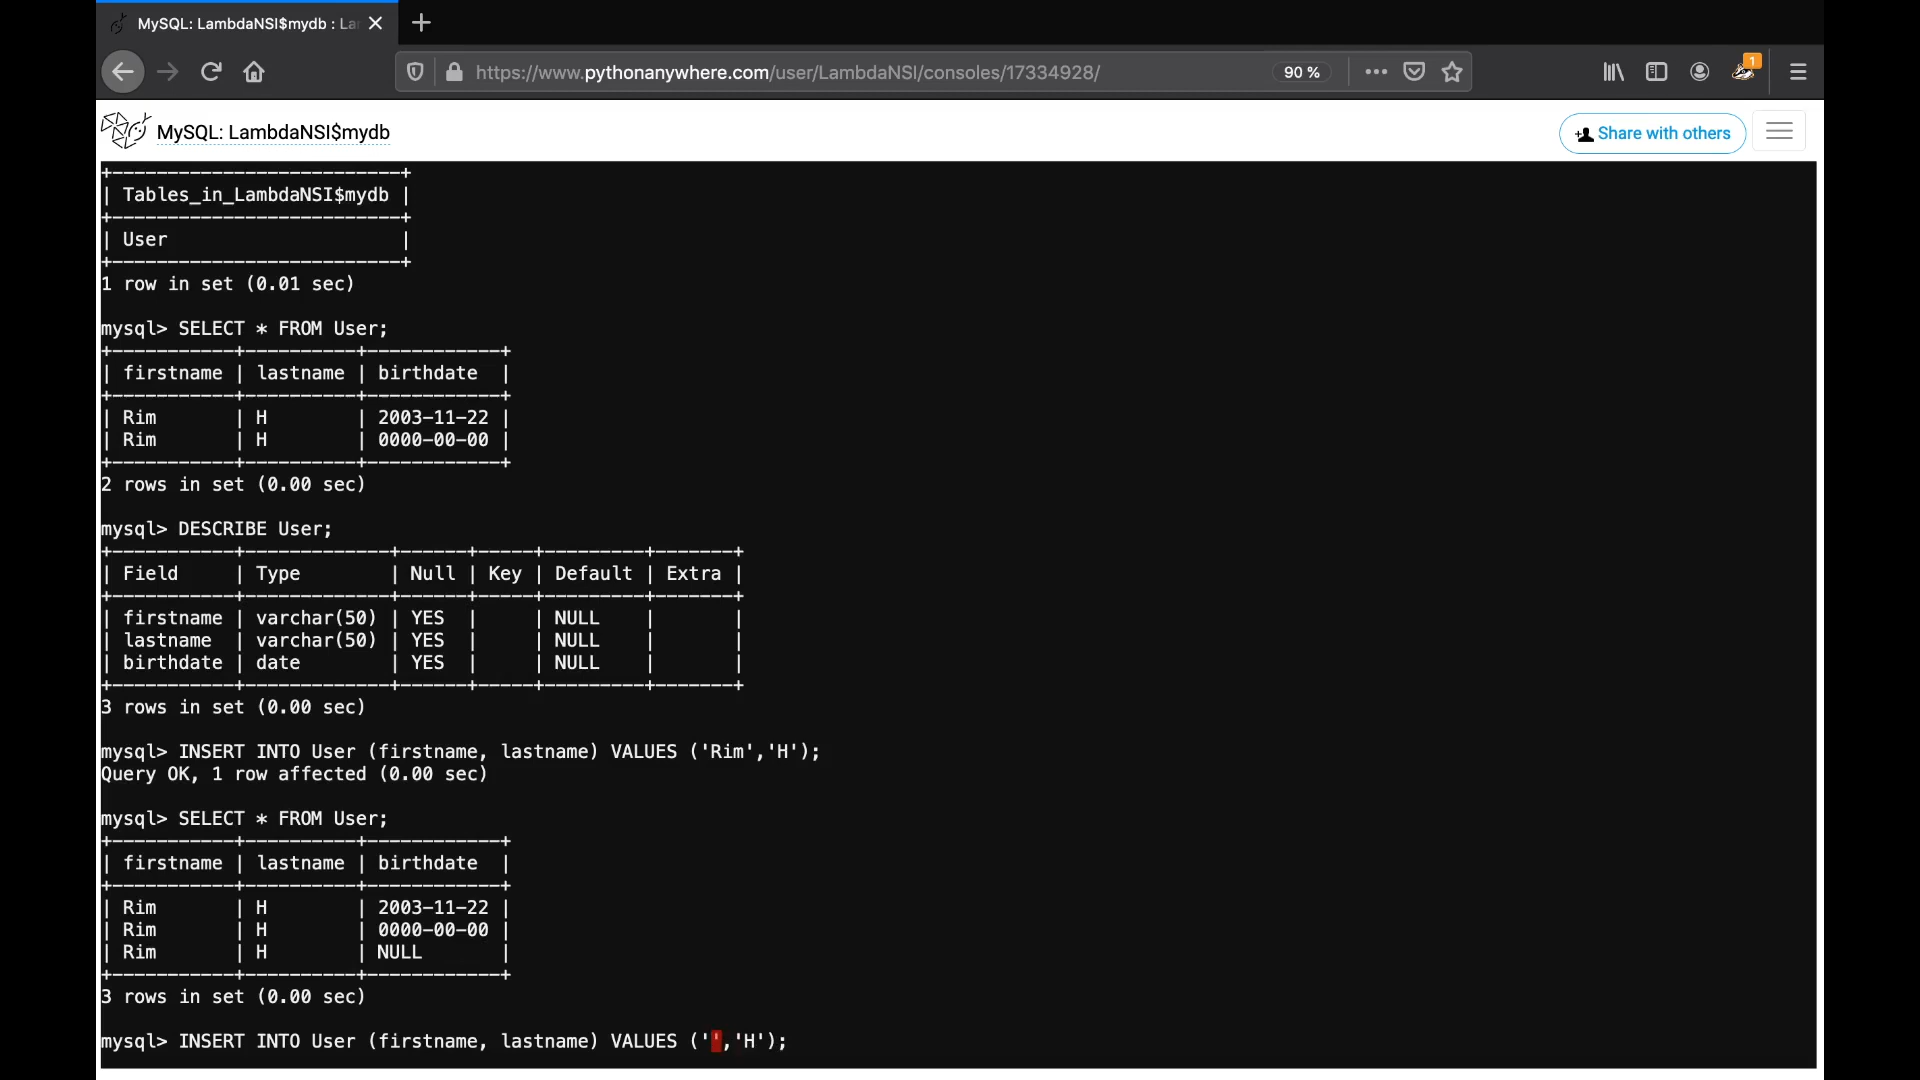 MySQL: LambdaNSI$mydb : La
https://www.pythonanywhere.com/user/LambdaNSI/consoles/17334928/
90 %
1
MySQL: LambdaNSI$mydb
Share with others
+--------------------------+
| Tables_in_LambdaNSI$mydb |
+--------------------------+
| User                     |
+--------------------------+
1 row in set (0.01 sec)
mysql> SELECT * FROM User;
+-----------+----------+------------+
| firstname | lastname | birthdate  |
+-----------+----------+------------+
| Rim       | H        | 2003-11-22 |
| Rim       | H        | 0000-00-00 |
+-----------+----------+------------+
2 rows in set (0.00 sec)
mysql> DESCRIBE User;
+-----------+-------------+------+-----+---------+-------+
| Field     | Type        | Null | Key | Default | Extra |
+-----------+-------------+------+-----+---------+-------+
| firstname | varchar(50) | YES  |     | NULL    |       |
| lastname  | varchar(50) | YES  |     | NULL    |       |
| birthdate | date        | YES  |     | NULL    |       |
+-----------+-------------+------+-----+---------+-------+
3 rows in set (0.00 sec)
mysql> INSERT INTO User (firstname, lastname) VALUES ('Rim','H');
Query OK, 1 row affected (0.00 sec)
mysql> SELECT * FROM User;
+-----------+----------+------------+
| firstname | lastname | birthdate  |
+-----------+----------+------------+
| Rim       | H        | 2003-11-22 |
| Rim       | H        | 0000-00-00 |
| Rim       | H        | NULL       |
+-----------+----------+------------+
3 rows in set (0.00 sec)
mysql> INSERT INTO User (firstname, lastname) VALUES ('','H');